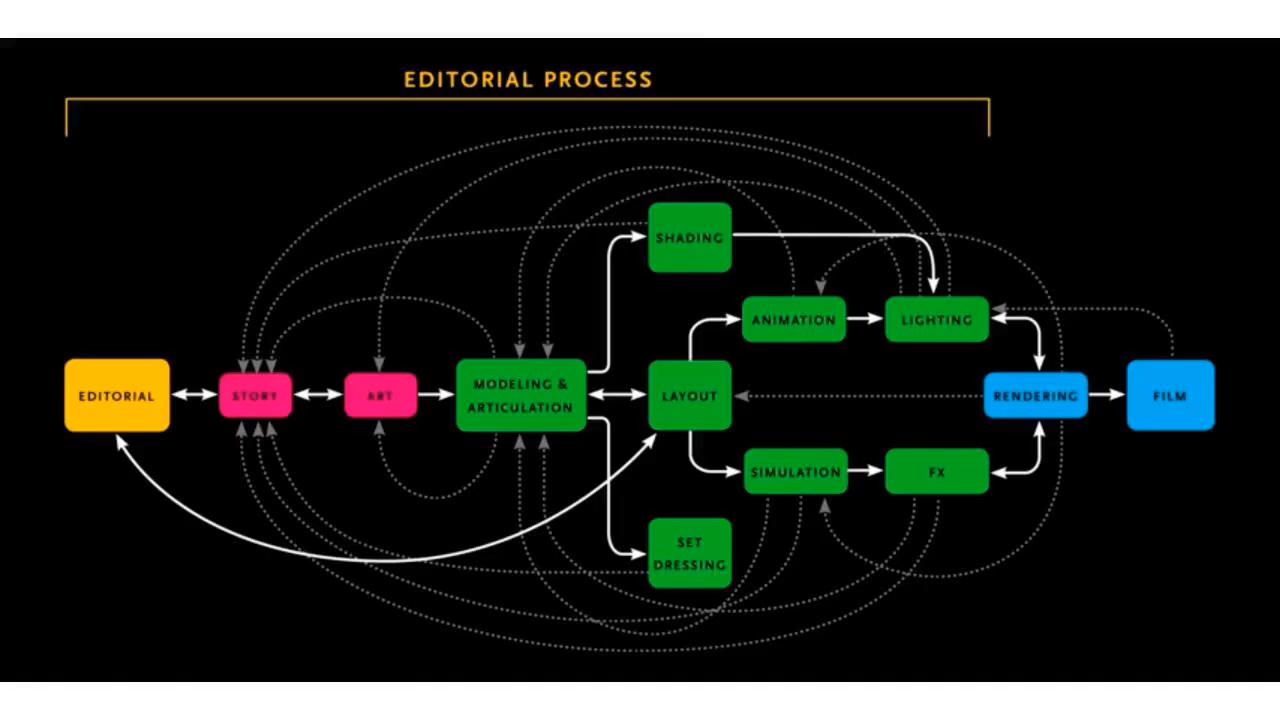 EDITORIAL PROCESS
SHADING
ANIMATION
LIGHTING
EDITORIAL
STORY
ART
MODELING &
ARTICULATION
LAYOUT
RENDERING
FILM
SIMULATION
FX
SET
DRESSING